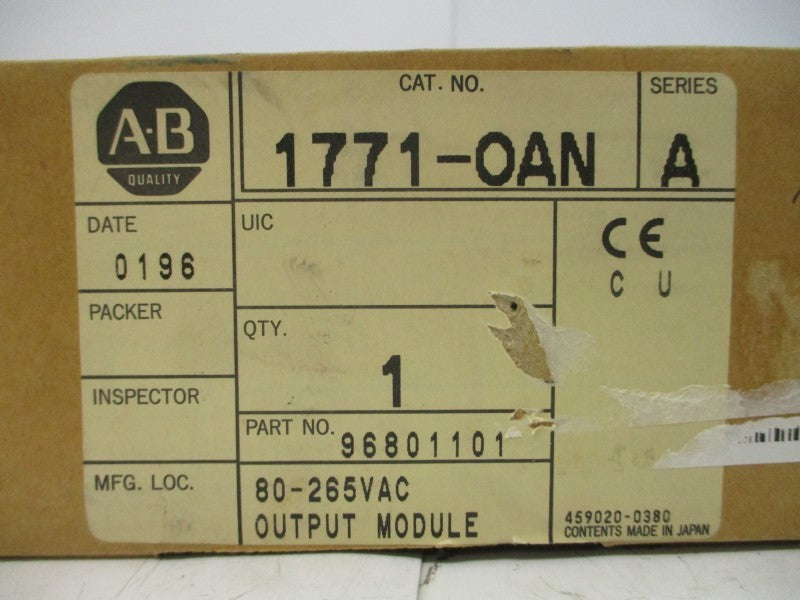 A-B
QUALITY
CAT. NO.
1771-OAN
SERIES
A
DATE
0196
UIC
CE
C U
PACKER
QTY.
1
INSPECTOR
PART NO. 96801101
MFG. LOC.
80-265VAC
OUTPUT MODULE
459020-0380
CONTENTS MADE IN JAPAN